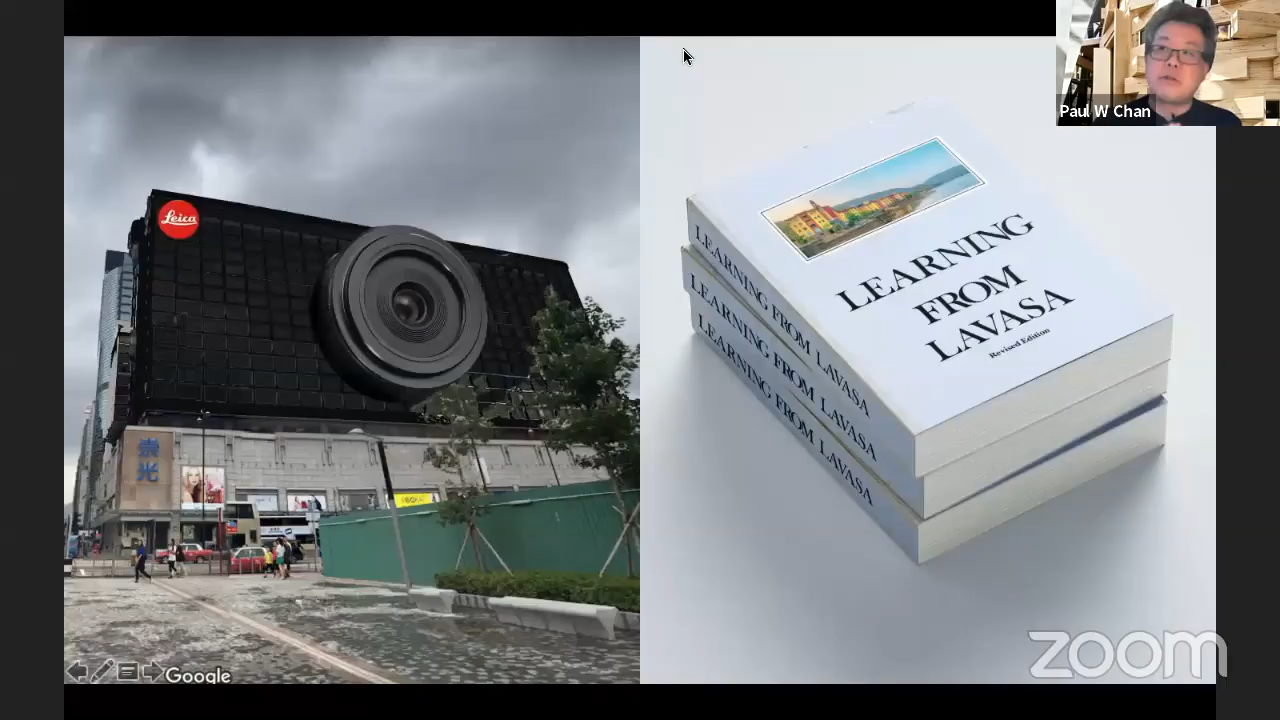 Leica
崇
光
Google
LEARNING
FROM
LAVASA
Revised Edition
LEARNING FROM LAVASA
LEARNING FROM LAVASA
LEARNING FROM LAVASA
Paul W Chan
zoom